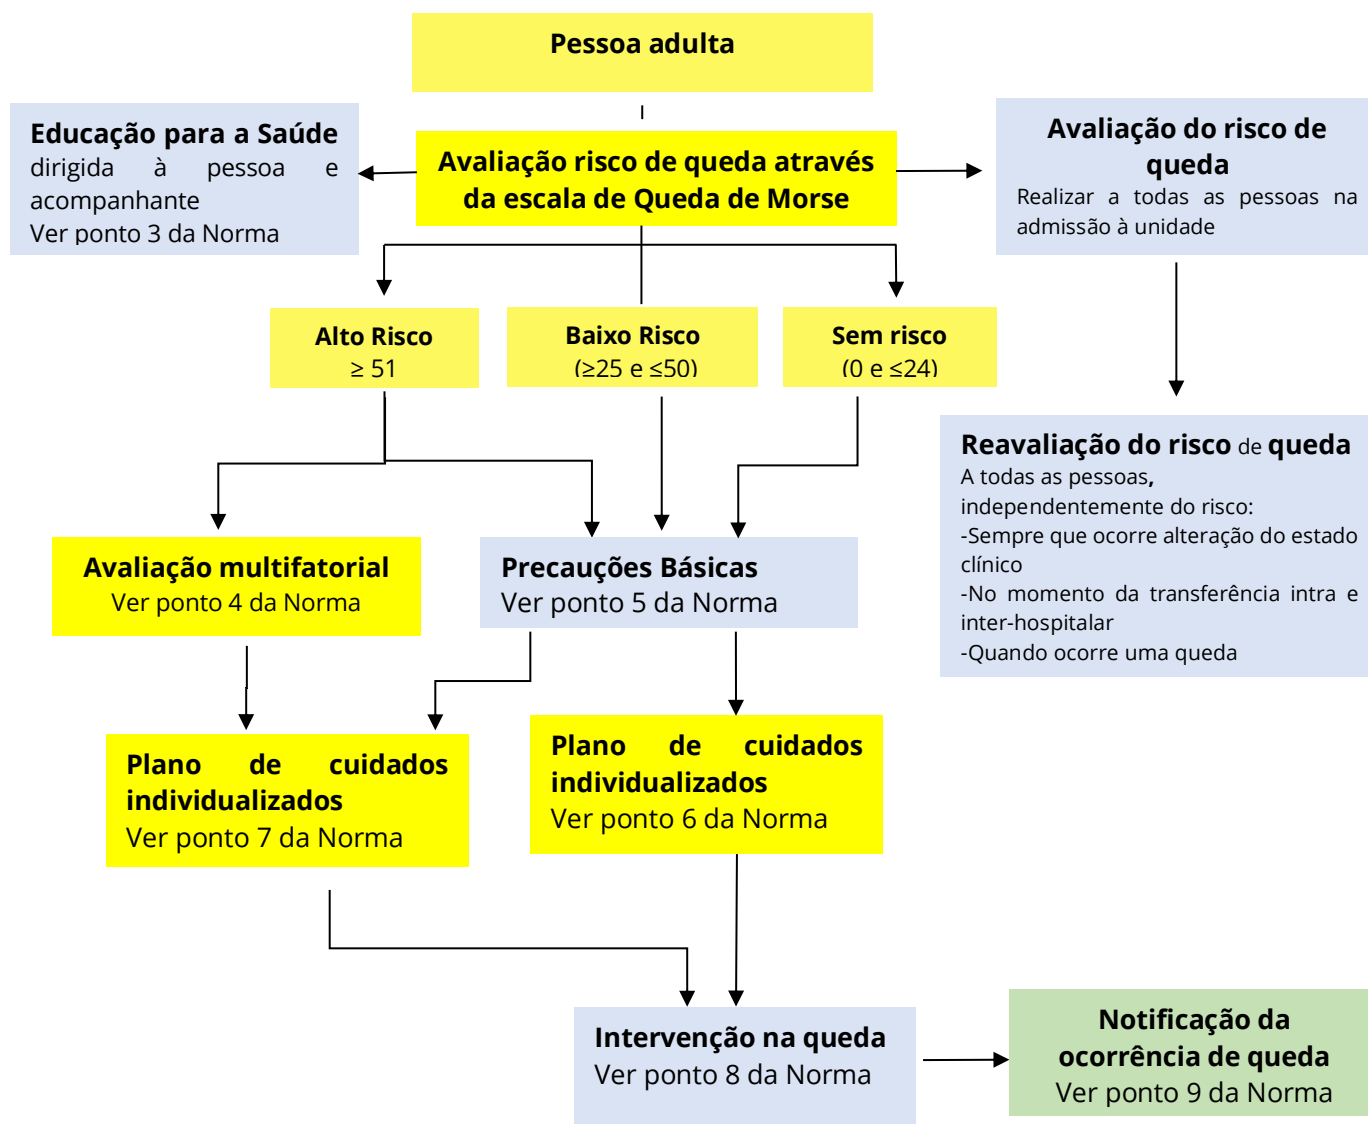 Pessoa adulta
Educação para a Saúde
dirigida à pessoa e
acompanhante
Ver ponto 3 da Norma
Avaliação risco de queda através
da escala de Queda de Morse
Avaliação do risco de
queda
Realizar a todas as pessoas na
admissão à unidade
Alto Risco
≥ 51
Baixo Risco
(≥25 e ≤50)
Sem risco
(0 e ≤24)
Reavaliação do risco de queda
A todas as pessoas,
independentemente do risco:
-Sempre que ocorre alteração do estado
clínico
-No momento da transferência intra e
inter-hospitalar
-Quando ocorre uma queda
Avaliação multifatorial
Ver ponto 4 da Norma
Precauções Básicas
Ver ponto 5 da Norma
Plano de cuidados
individualizados
Ver ponto 7 da Norma
Plano de cuidados
individualizados
Ver ponto 6 da Norma
Intervenção na queda
Ver ponto 8 da Norma
Notificação da
ocorrência de queda
Ver ponto 9 da Norma